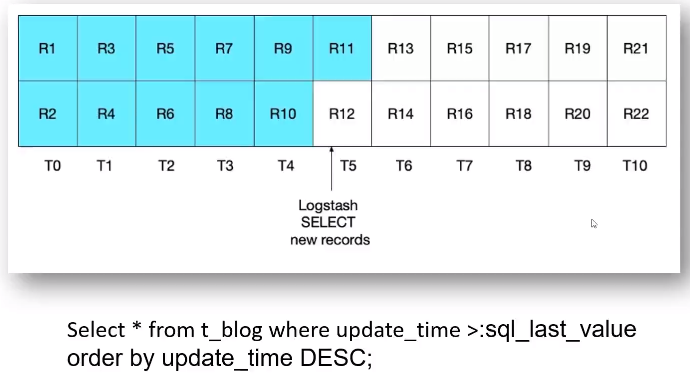 R1 R3 R5 R7 R9 R11 R13 R15 R17 R19 R21
R2 R4 R6 R8 R10 R12 R14 R16 R18 R20 R22
T0 T1 T2 T3 T4 T5 T6 T7 T8 T9 T10
Logstash
SELECT
new records
Select * from t_blog where update_time >:sql_last_value
order by update_time DESC;